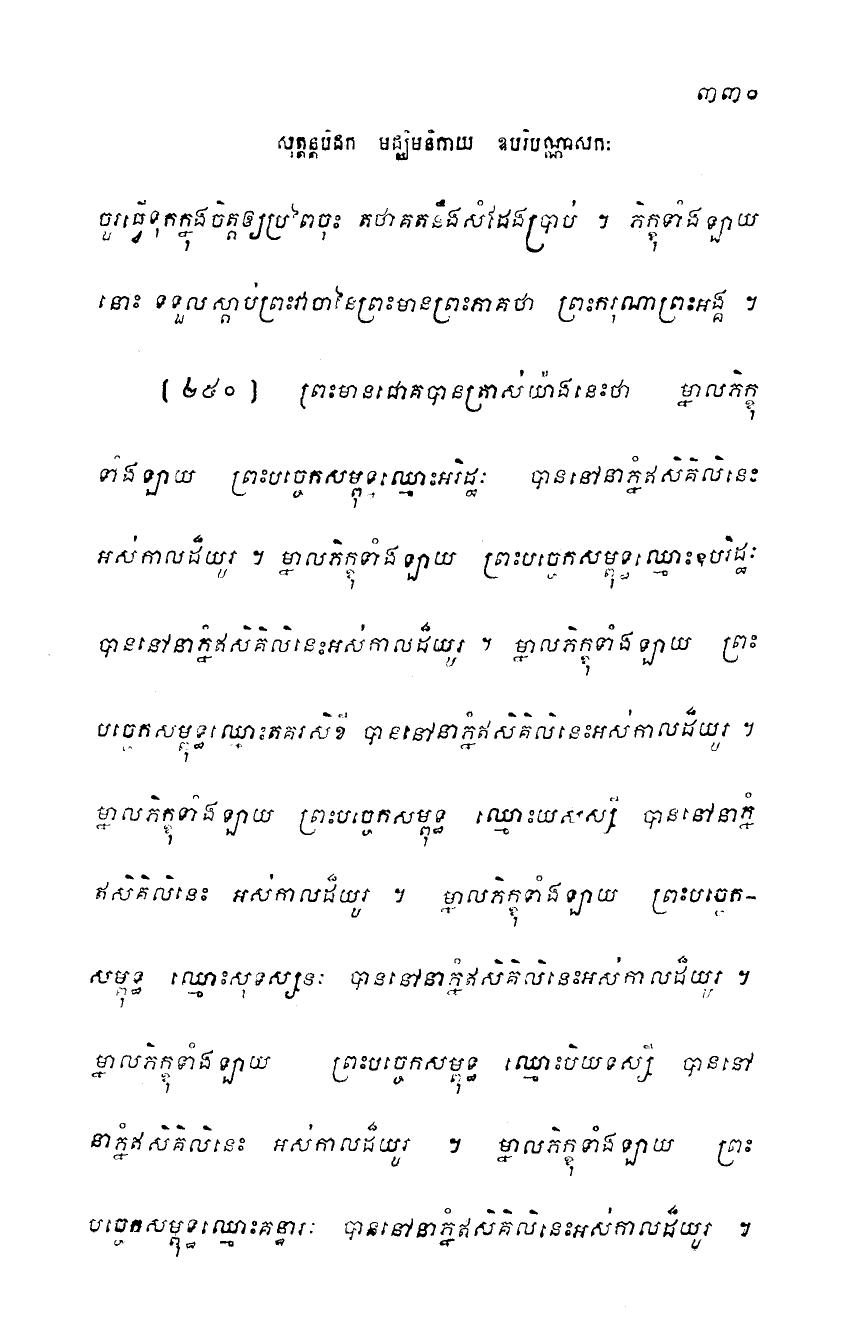 ៣៣០
សុត្តន្តបិដក មជ្ឈិមនិកាយ ឧបរិបណ្ណាសកៈ
ចូរធ្វើទុកក្នុងចិត្តឲ្យប្រពៃចុះ តថាគតនឹងសំដែងប្រាប់ ។ ភិក្ខុទាំងឡាយ
នោះ ទទួលស្តាប់ព្រះវាចានៃព្រះមានព្រះភាគថា ព្រះករុណាព្រះអង្គ ។
[ ២៥០ ] ព្រះមានជោគបានត្រាស់យ៉ាងនេះថា ម្នាលភិក្ខុ
ទាំងឡាយ ព្រះបច្ចេកសម្ពុទ្ធឈ្មោះអរិដ្ឋៈ បាននៅនាភ្នំឥសិគិលិនេះ
អស់កាលដ៏យូរ ។ ម្នាលភិក្ខុទាំងឡាយ ព្រះបច្ចេកសម្ពុទ្ធឈ្មោះឧបរិដ្ឋៈ
បាននៅនាភ្នំឥសិគិលិនេះអស់កាលដ៏យូរ ។ ម្នាលភិក្ខុទាំងឡាយ ព្រះ
បច្ចេកសម្ពុទ្ធឈ្មោះតគរសិខី បាននៅនាភ្នំឥសិគិលិនេះអស់កាលដ៏យូរ ។
ម្នាលភិក្ខុទាំងឡាយ ព្រះបច្ចេកសម្ពុទ្ធ ឈ្មោះយសស្សី បាននៅនាភ្នំ
ឥសិគិលិនេះ អស់កាលដ៏យូរ ។ ម្នាលភិក្ខុទាំងឡាយ ព្រះបច្ចេក-
សម្ពុទ្ធ ឈ្មោះសុទស្សនៈ បាននៅនាភ្នំឥសិគិលិនេះអស់កាលដ៏យូរ ។
ម្នាលភិក្ខុទាំងឡាយ ព្រះបច្ចេកសម្ពុទ្ធ ឈ្មោះបិយទស្សី បាននៅ
នាភ្នំឥសិគិលិនេះ អស់កាលដ៏យូរ ។ ម្នាលភិក្ខុទាំងឡាយ ព្រះ
បច្ចេកសម្ពុទ្ធឈ្មោះគន្ធារៈ បាននៅនាភ្នំឥសិគិលិនេះអស់កាលដ៏យូរ ។